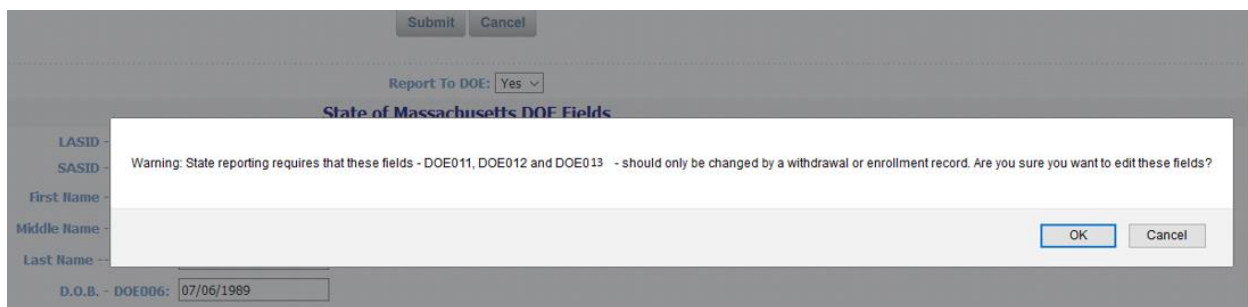 Submit Cancel
Report To DOE: Yes
State of Massachusetts DOE Fields
LASID -
Warning: State reporting requires that these fields - DOE011, DOE012 and DOE013 - should only be changed by a withdrawal or enrollment record. Are you sure you want to edit these fields?
SASID -
First Name -
Middle Name -
OK Cancel
Last Name --
D.O.B. - DOE006: 07/06/1989